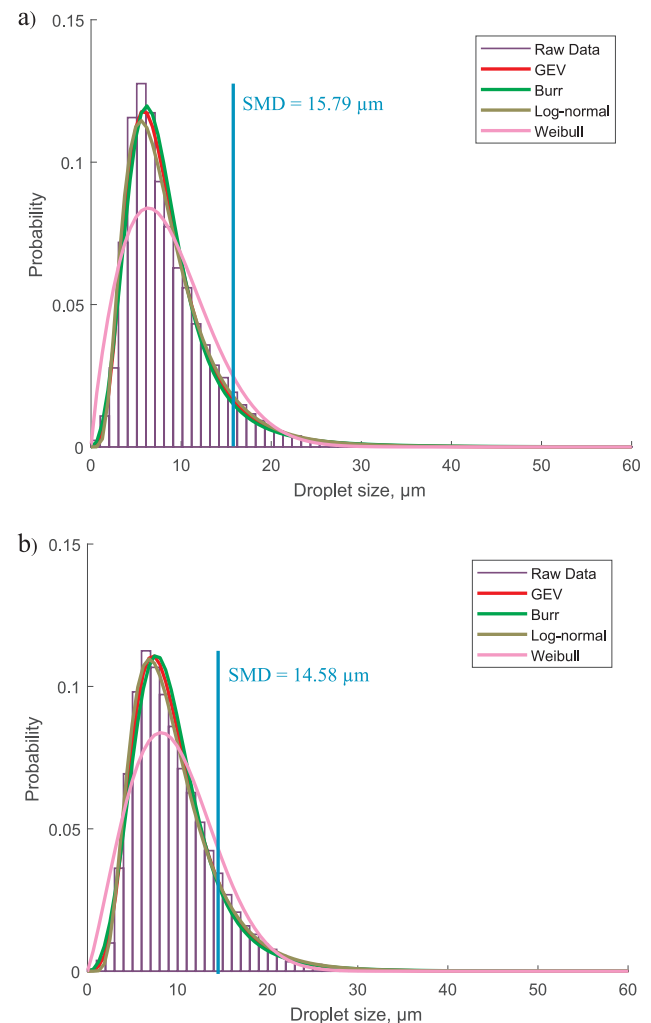 a)
0.15
0.1
0.05
0
Probability
Raw Data
GEV
Burr
Log-normal
Weibull
SMD = 15.79 µm
0 10 20 30 40 50 60
Droplet size, µm
b)
0.15
0.1
0.05
0
Probability
Raw Data
GEV
Burr
Log-normal
Weibull
SMD = 14.58 µm
0 10 20 30 40 50 60
Droplet size, µm